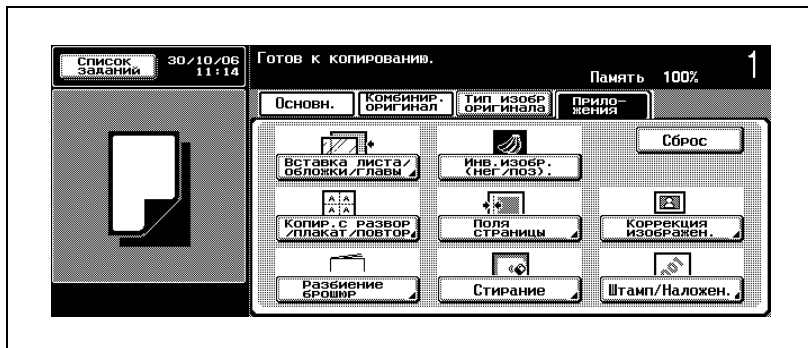 Список
заданий
30/10/06
11:14
Готов к копированию.
Память 100%
1
Основн.
Комбинир.
оригинал
Тип изобр
оригинала
Прило-
жения
Вставка листа/
обложки/главы
Инв.изобр.
(нег/поз).
Сброс
A A
A A
Копир.с развор
/плакат/повтор
Поля
страницы
Коррекция
изображен.
001
Разбиение
брошюр
Стирание
Штамп/Наложен.